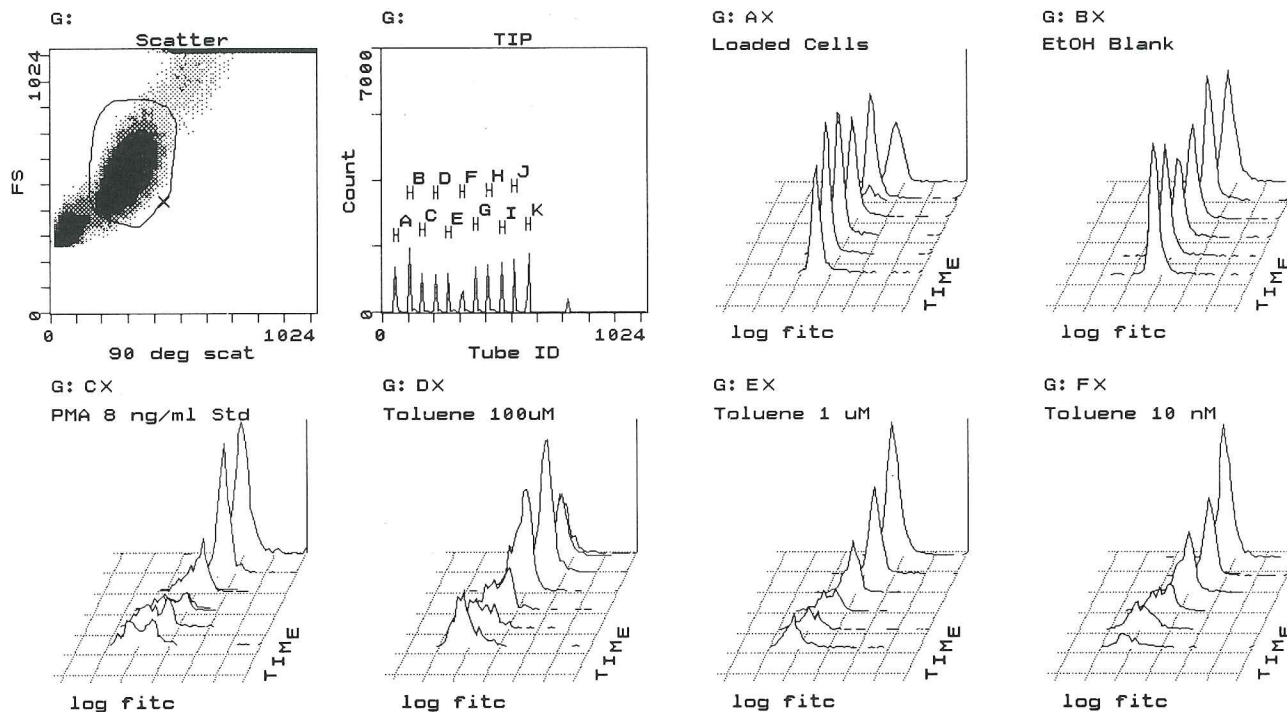 G:
Scatter
1024
FS
0
0
1024
90 deg scat
G:
TIP
7000
Count
B D F H J
A C E G I K
0
0
1024
Tube ID
G: AX
Loaded Cells
TIME
log fitc
G: BX
EtOH Blank
TIME
log fitc
G: CX
PMA 8 ng/ml Std
TIME
log fitc
G: DX
Toluene 100uM
TIME
log fitc
G: EX
Toluene 1 uM
TIME
log fitc
G: FX
Toluene 10 nM
TIME
log fitc